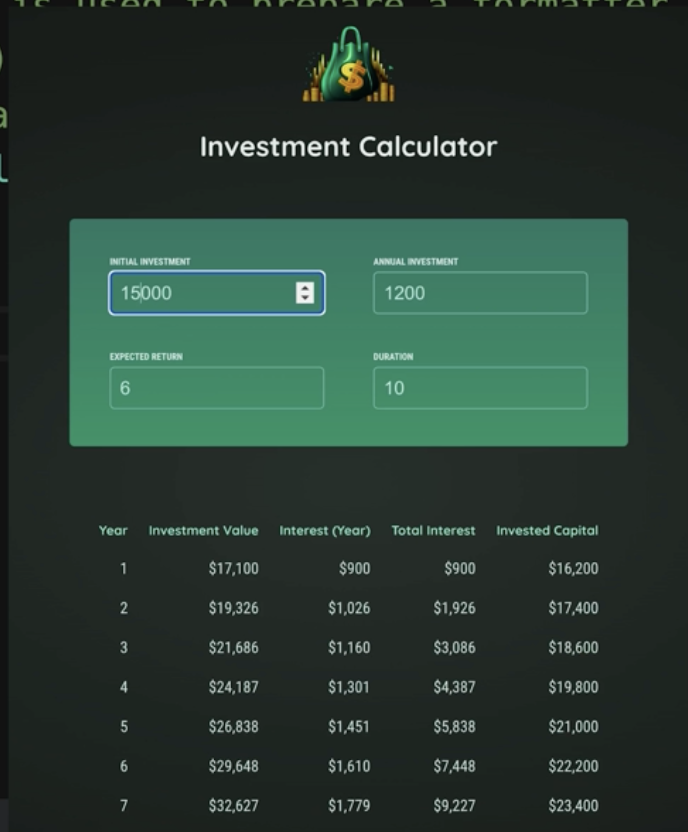 is used to prepare a formatter
Investment Calculator
INITIAL INVESTMENT ANNUAL INVESTMENT
15000 1200
EXPECTED RETURN DURATION
6 10
Year Investment Value Interest (Year) Total Interest Invested Capital
1 $17,100 $900 $900 $16,200
2 $19,326 $1,026 $1,926 $17,400
3 $21,686 $1,160 $3,086 $18,600
4 $24,187 $1,301 $4,387 $19,800
5 $26,838 $1,451 $5,838 $21,000
6 $29,648 $1,610 $7,448 $22,200
7 $32,627 $1,779 $9,227 $23,400